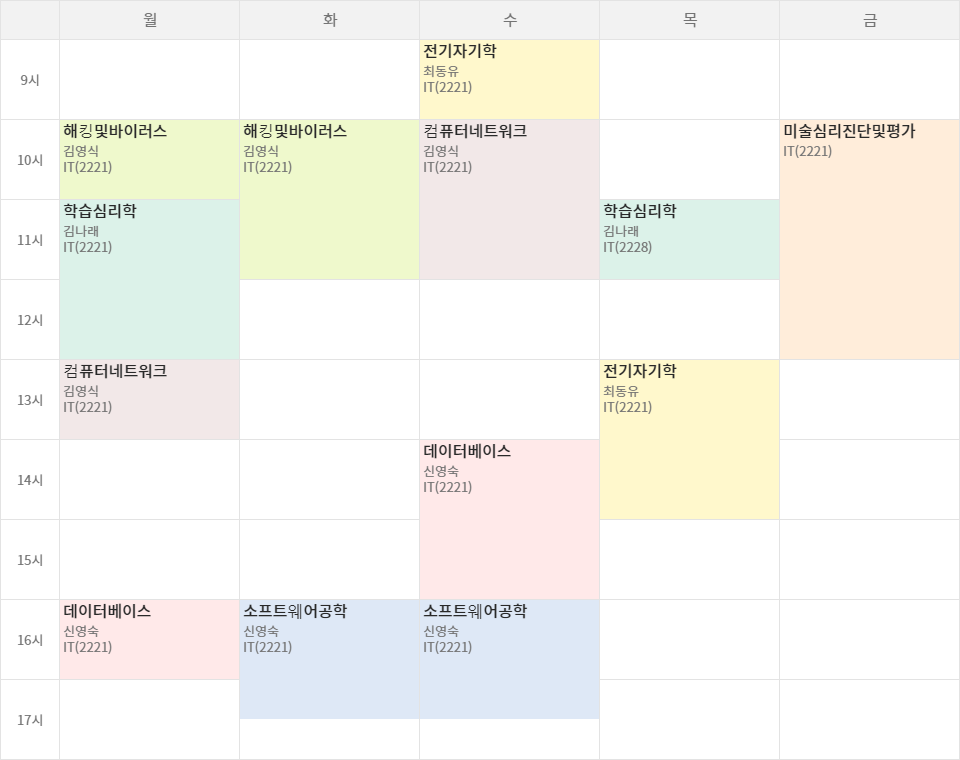 월 화 수 목 금
9시
전기자기학
최동유
IT(2221)
10시
해킹및바이러스
김영식
IT(2221)
해킹및바이러스
김영식
IT(2221)
컴퓨터네트워크
김영식
IT(2221)
미술심리진단및평가
IT(2221)
11시
학습심리학
김나래
IT(2221)
학습심리학
김나래
IT(2228)
12시
13시
컴퓨터네트워크
김영식
IT(2221)
전기자기학
최동유
IT(2221)
14시
데이터베이스
신영숙
IT(2221)
15시
16시
데이터베이스
신영숙
IT(2221)
소프트웨어공학
신영숙
IT(2221)
소프트웨어공학
신영숙
IT(2221)
17시